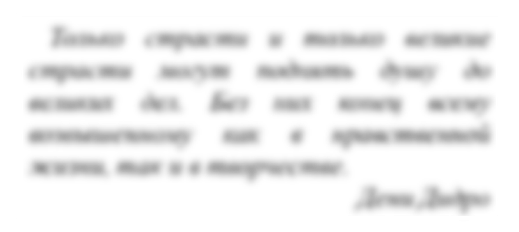 Только страсти и только великие
страсти могут поднять душу до
великих дел. Без них конец всему
возвышенному как в нравственной
жизни, так и в творчестве.
Дени Дидро